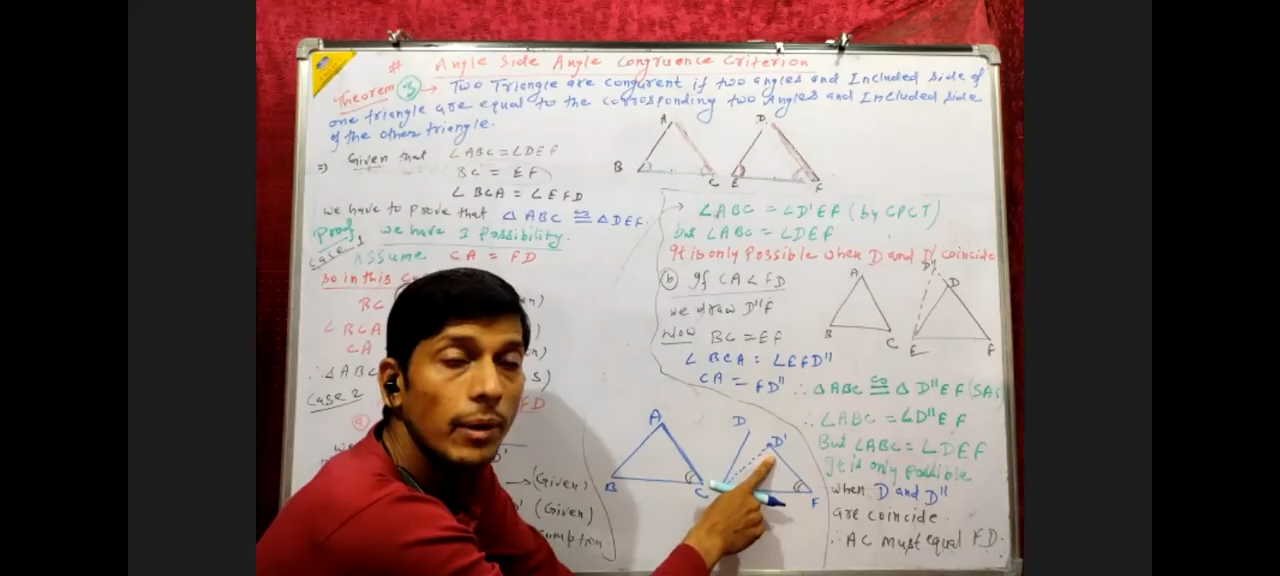 # Angle Side Angle Congruence Criterion
Theorem 3 → Two Triangle are congurent if two angles and Included side of
one triangle are equal to the corrosponding two Angles and Included side
of the other triangle.
⇒ Given that ∠ABC = ∠DEF
BC = EF
∠BCA = ∠EFD
we have to prove that △ABC ≅ △DEF.
Proof we have 3 possibility.
Case 1
Assume CA = FD
so in this
BC
∠BCA
CA
∴ △ABC
Case 2
FD
a
D'
→ (Given)
(Given)
A
B
C
D
E
F
→ ∠ABC = ∠D'EF (by CPCT)
but ∠ABC = ∠DEF
It is only Possible when D and D' coincide
b If CA < FD
we draw D''F
Now BC = EF
∠BCA = ∠EFD''
CA = FD'' ∴ △ABC ≅ △D''EF (SAS)
A
B
C
D''
D
E
F
∴ ∠ABC = ∠D''EF
But ∠ABC = ∠DEF
It is only possible
when D and D''
are coincide.
∴ AC must equal FD.
A
B
C
D
D'
F